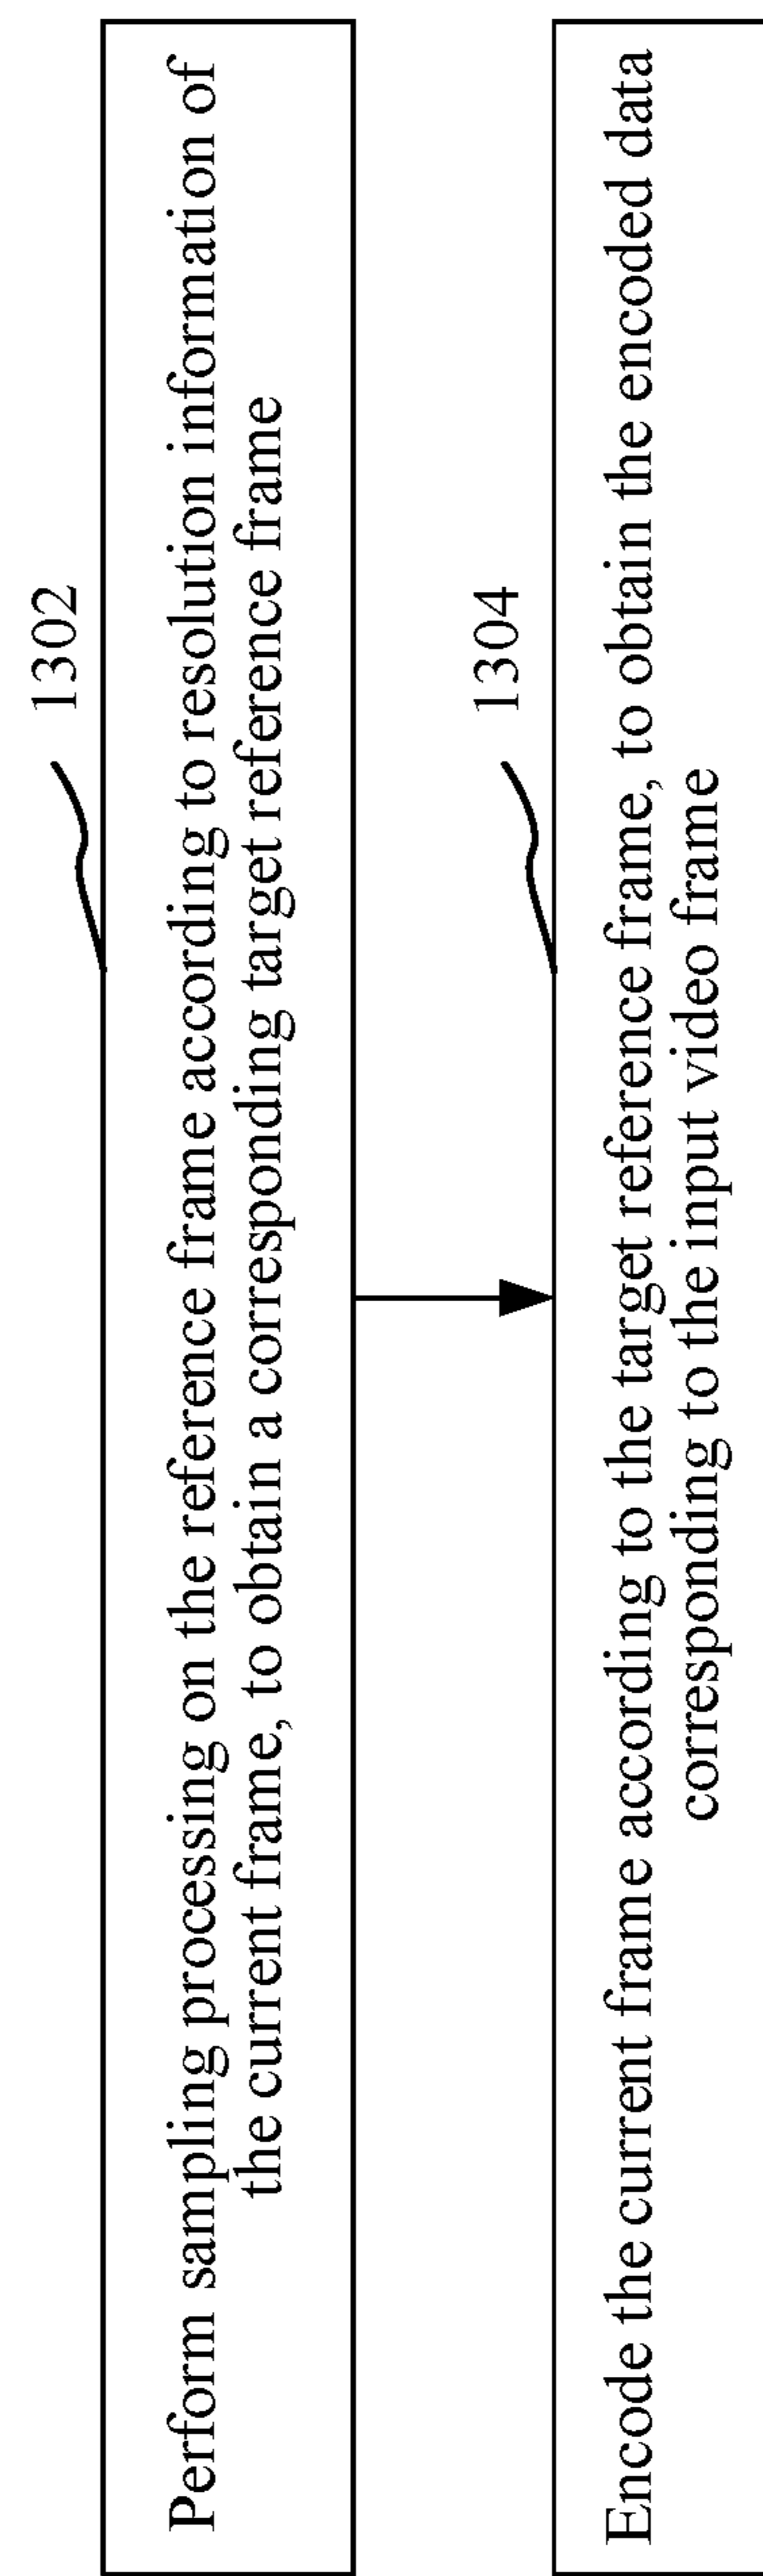 1302
Perform sampling processing on the reference frame according to resolution information of
the current frame, to obtain a corresponding target reference frame
1304
Encode the current frame according to the target reference frame, to obtain the encoded data
corresponding to the input video frame